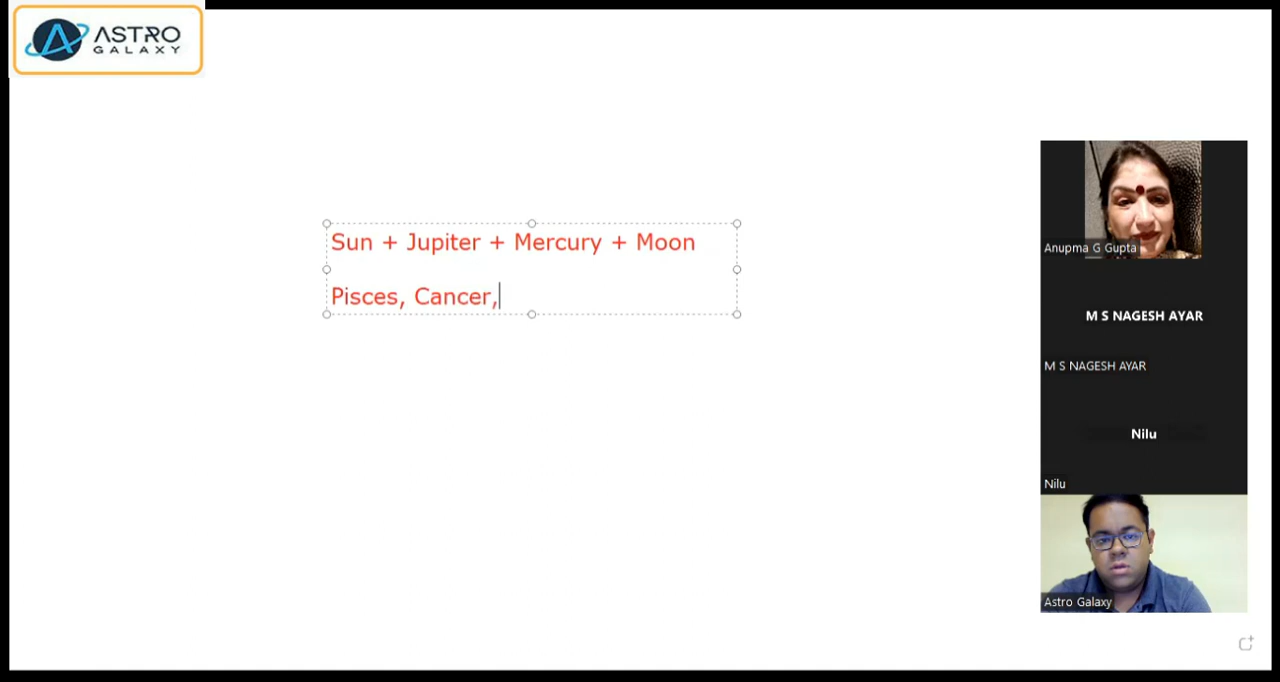 ASTRO
GALAXY
Sun + Jupiter + Mercury + Moon
Pisces, Cancer,
Anupma G Gupta
M S NAGESH AYAR
M S NAGESH AYAR
Nilu
Nilu
Astro Galaxy